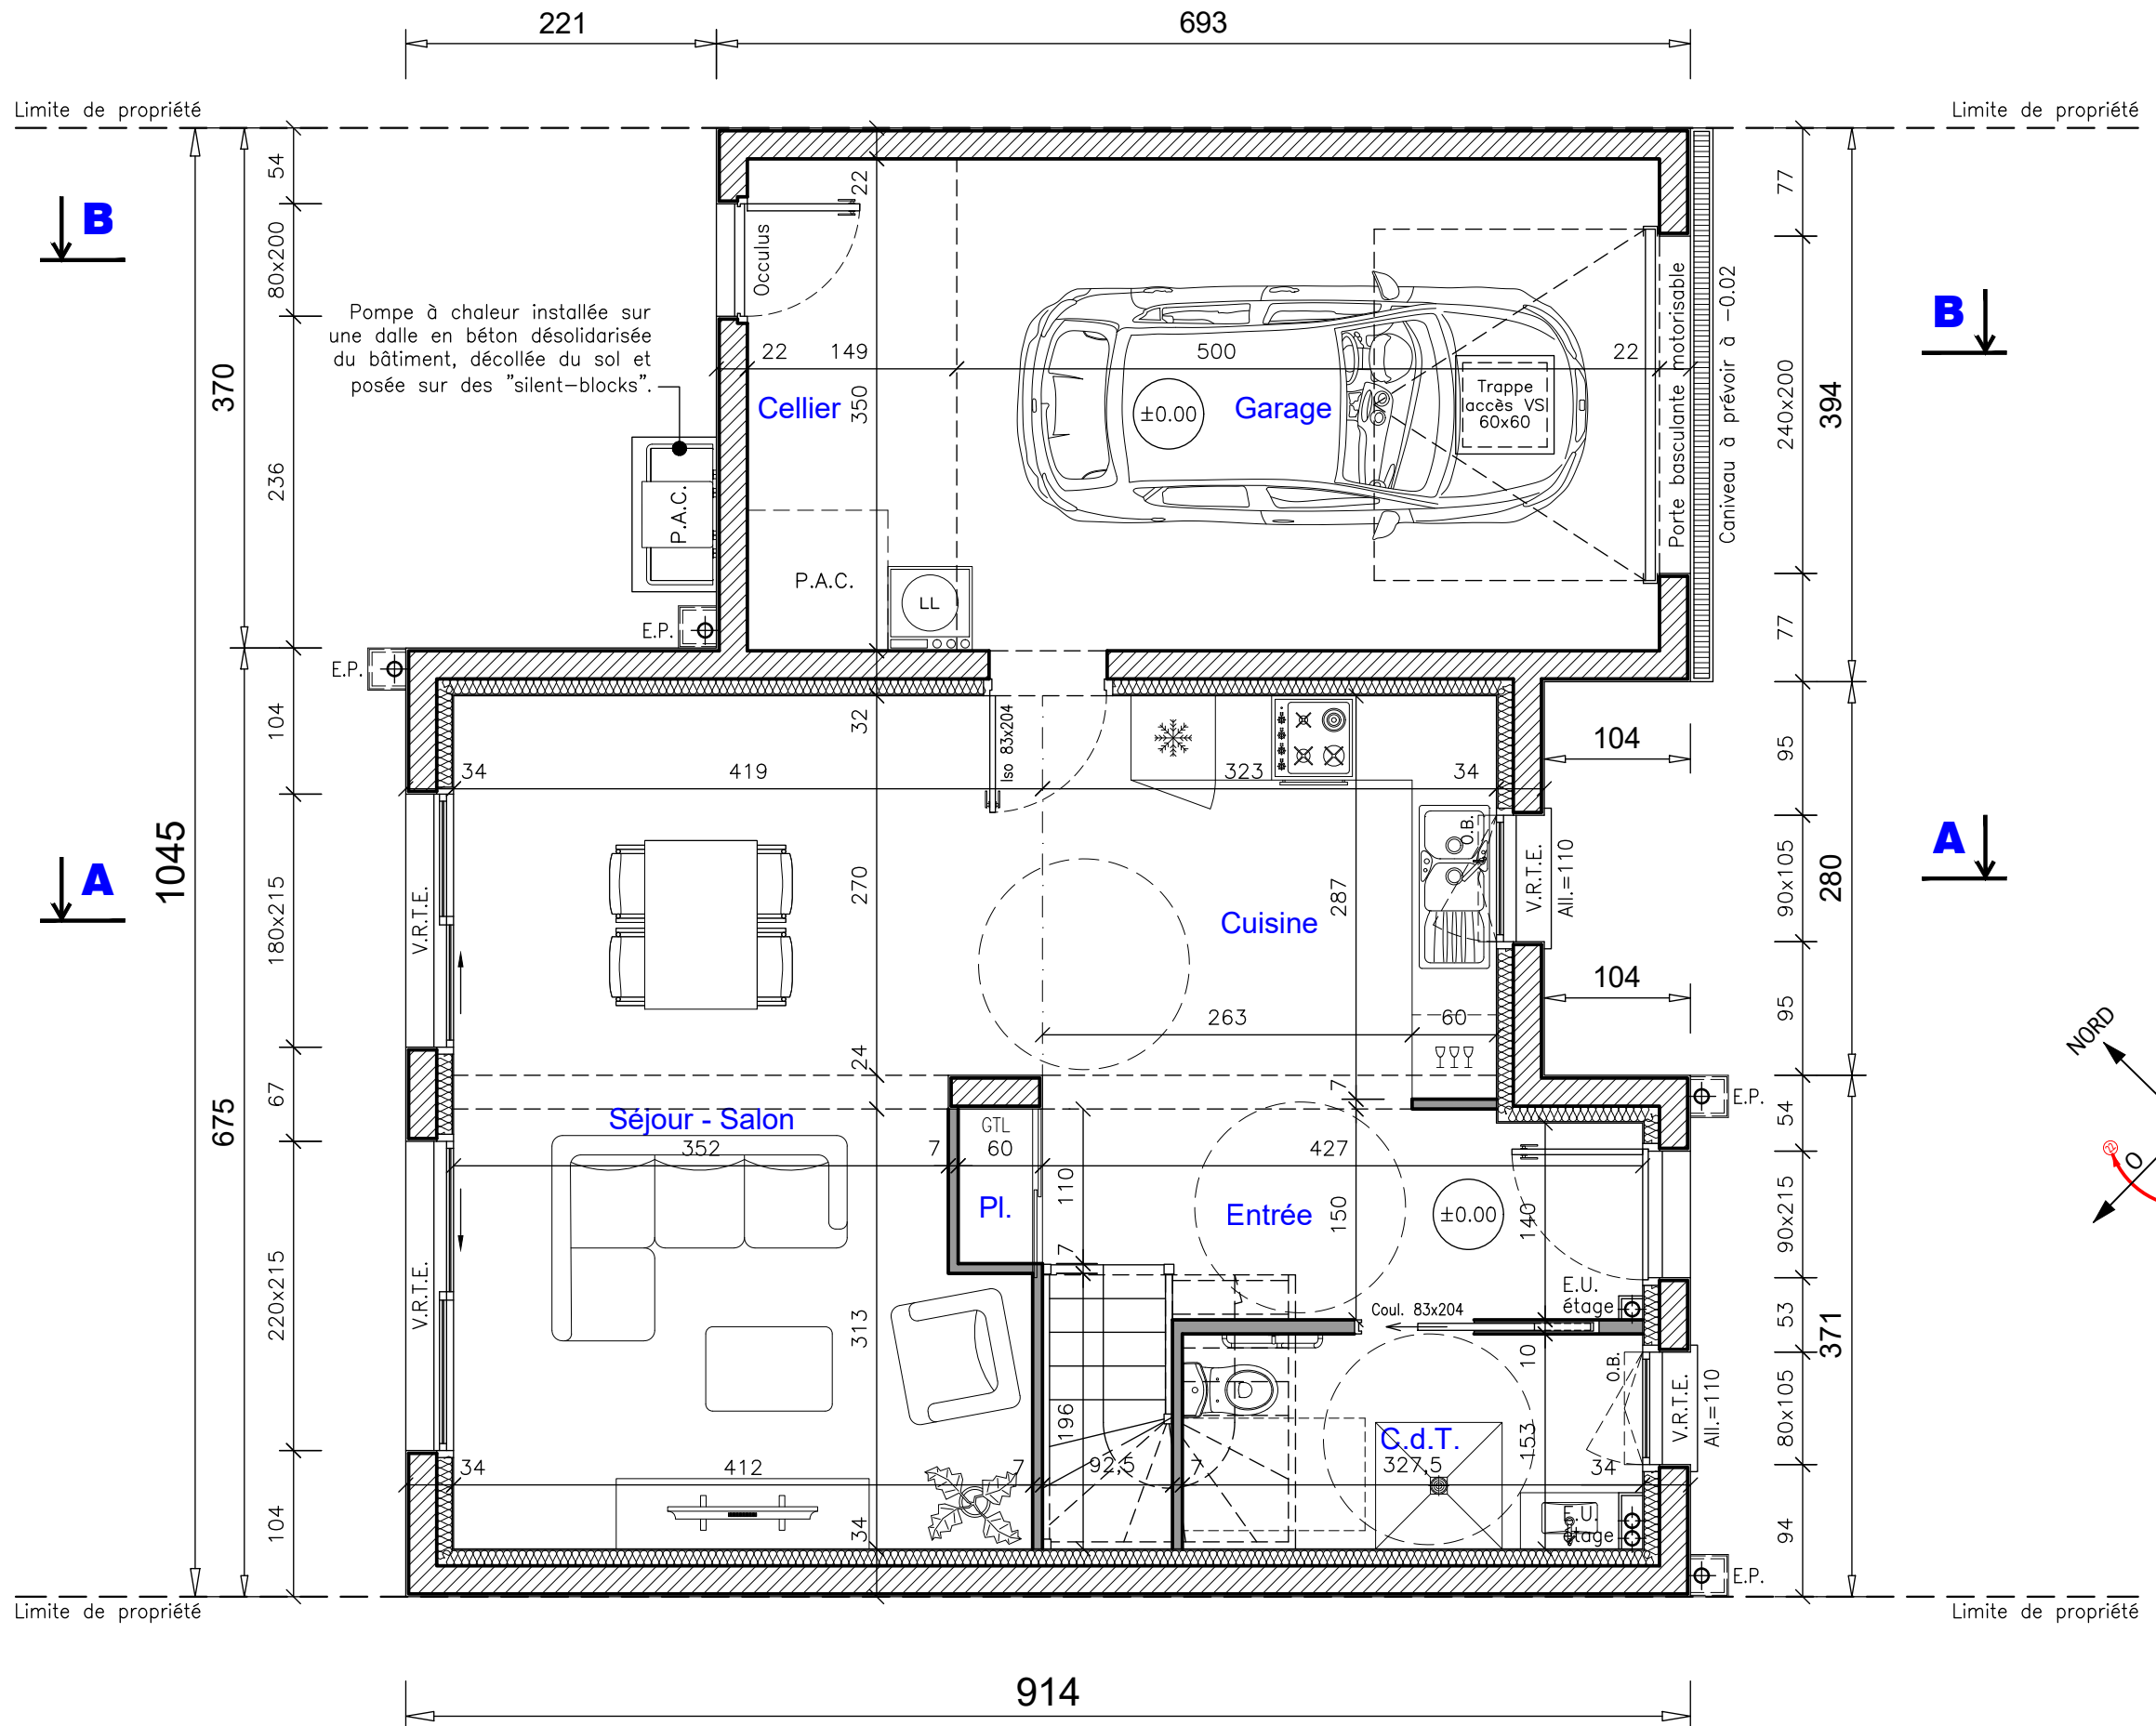 221
693
Limite de propriété
Limite de propriété
54
22
77
B
80x200
Occulus
B
Pompe à chaleur installée sur
une dalle en béton désolidarisée
du bâtiment, décollée du sol et
posée sur des "silent-blocks".
370
22
149
500
22
Porte basculante motorisable
Caniveau à prévoir à -0.02
240x200
394
Cellier
350
±0.00
Garage
Trappe
accès VS
60x60
236
P.A.C.
P.A.C.
LL
77
E.P.
E.P.
104
32
Iso 83x204
95
104
34
419
323
34
1045
A
180x215
V.R.T.E.
270
Cuisine
287
O.B.
V.R.T.E.
All.=110
90x105
280
A
104
95
263
60
NORD
24
67
7
E.P.
54
675
Séjour - Salon
352
7
GTL
60
427
110
Pl.
Entrée
150
±0.00
140
90x215
O
22
7
220x215
V.R.T.E.
E.U.
étage
53
Coul. 83x204
313
10
371
O.B.
V.R.T.E.
All.=110
80x105
196
C.d.T.
153
34
412
7
92,5
7
327,5
34
104
34
E.U.
étage
94
E.P.
Limite de propriété
Limite de propriété
914